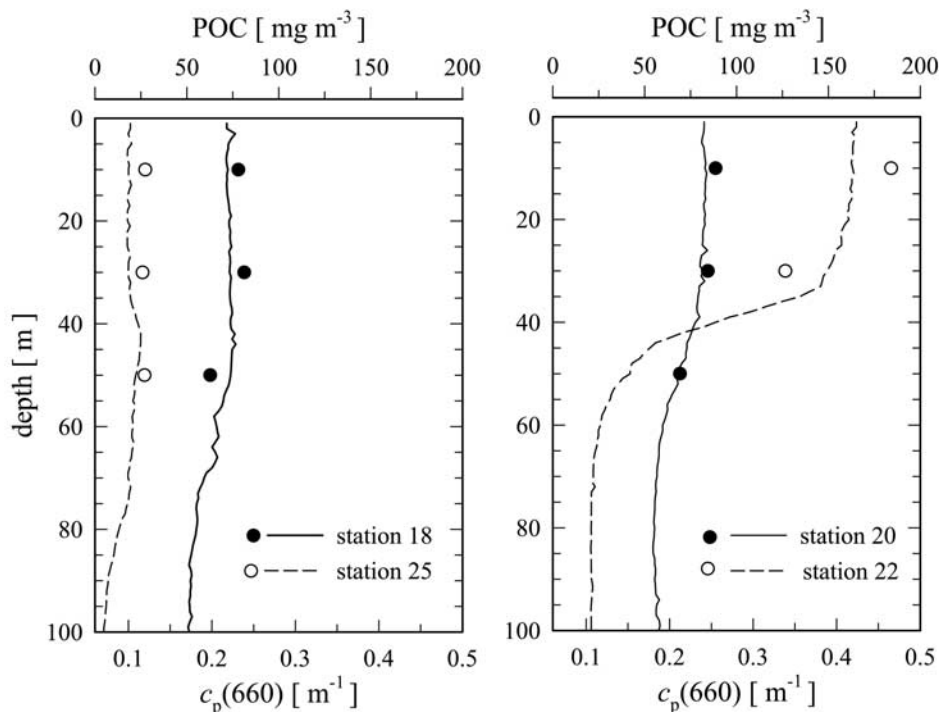 POC [ mg m-3]
0 50 100 150 200
0
20
40
60
80
100
depth [ m ]
station 18
station 25
0.1 0.2 0.3 0.4 0.5
cp(660) [ m-1]
POC [ mg m-3]
0 50 100 150 200
0
20
40
60
80
100
station 20
station 22
0.1 0.2 0.3 0.4 0.5
cp(660) [ m-1]